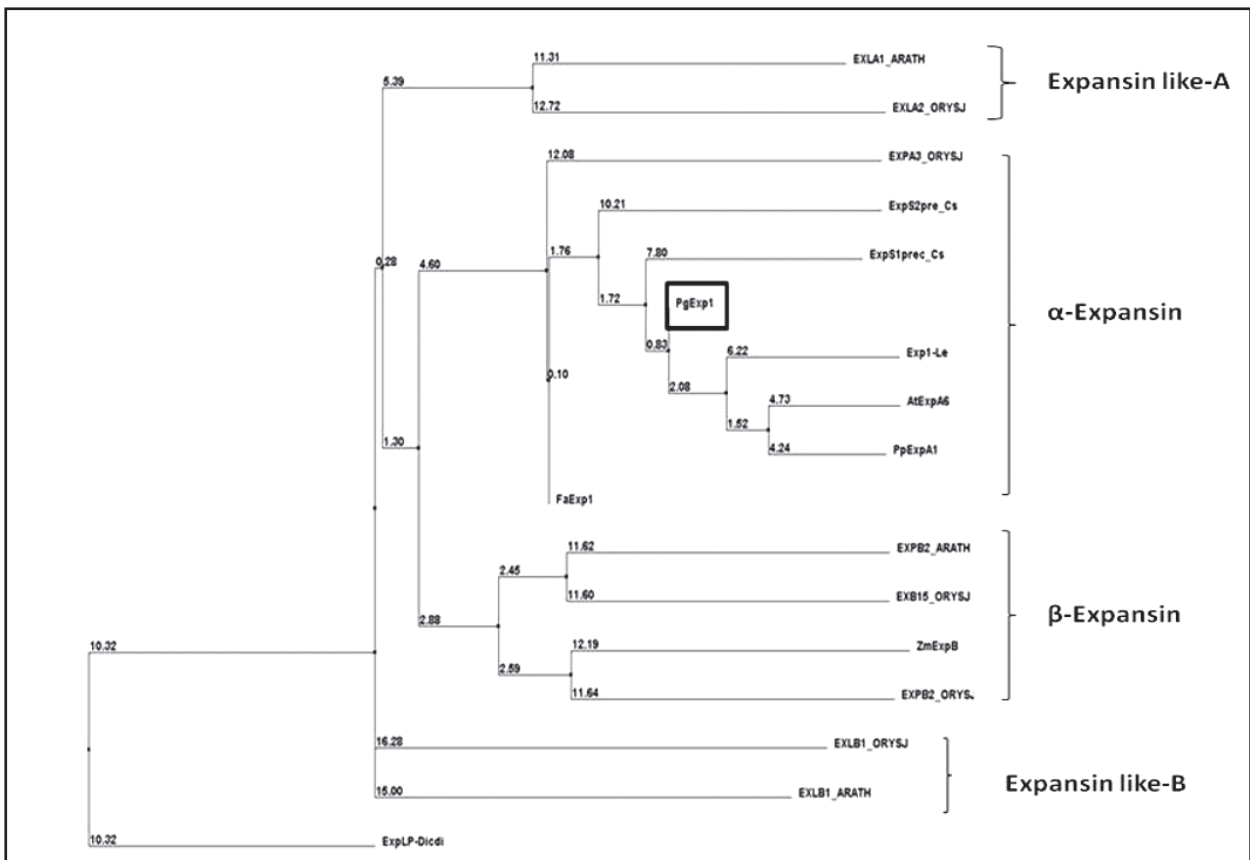 11.31
EXLA1_ARATH
5.39
Expansin like-A
12.72
EXLA2_ORYSJ
12.08
EXPA3_ORYSJ
10.21
ExpS2pre_Cs
1.76
7.80
ExpS1prec_Cs
0.28
4.60
1.72
PgExp1
α-Expansin
0.83
6.22
Exp1-Le
0.10
2.08
4.73
AtExpA6
1.52
1.30
4.24
PpExpA1
FaExp1
11.62
EXPB2_ARATH
2.45
11.60
EXB15_ORYSJ
2.88
β-Expansin
10.32
12.19
ZmExpB
2.59
11.64
EXPB2_ORYS
16.28
EXLB1_ORYSJ
Expansin like-B
15.00
EXLB1_ARATH
10.32
ExpLP-Dicdi